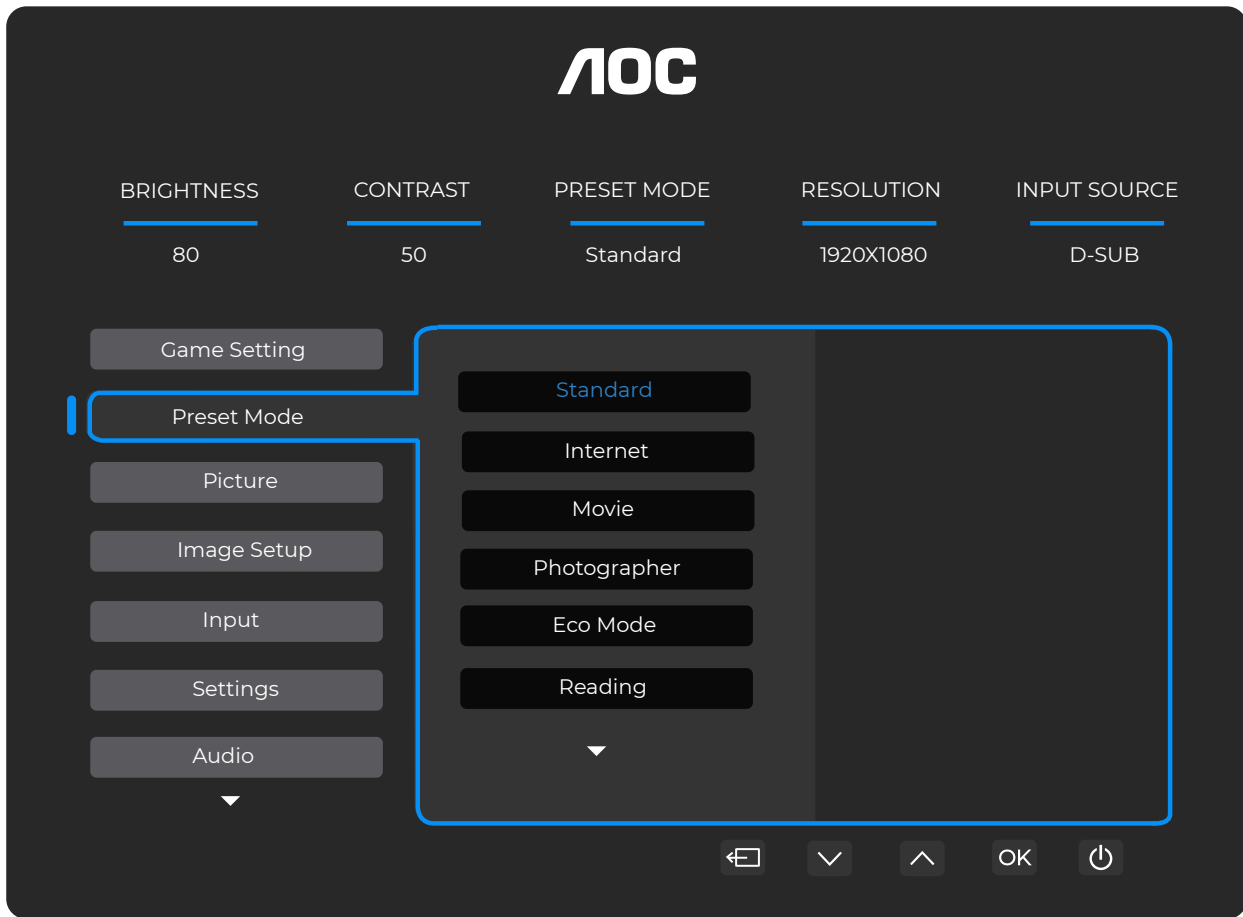 AOC
BRIGHTNESS CONTRAST PRESET MODE RESOLUTION INPUT SOURCE
80 50 Standard 1920X1080 D-SUB
Game Setting
Preset Mode
Picture
Image Setup
Input
Settings
Audio
Standard
Internet
Movie
Photographer
Eco Mode
Reading
OK